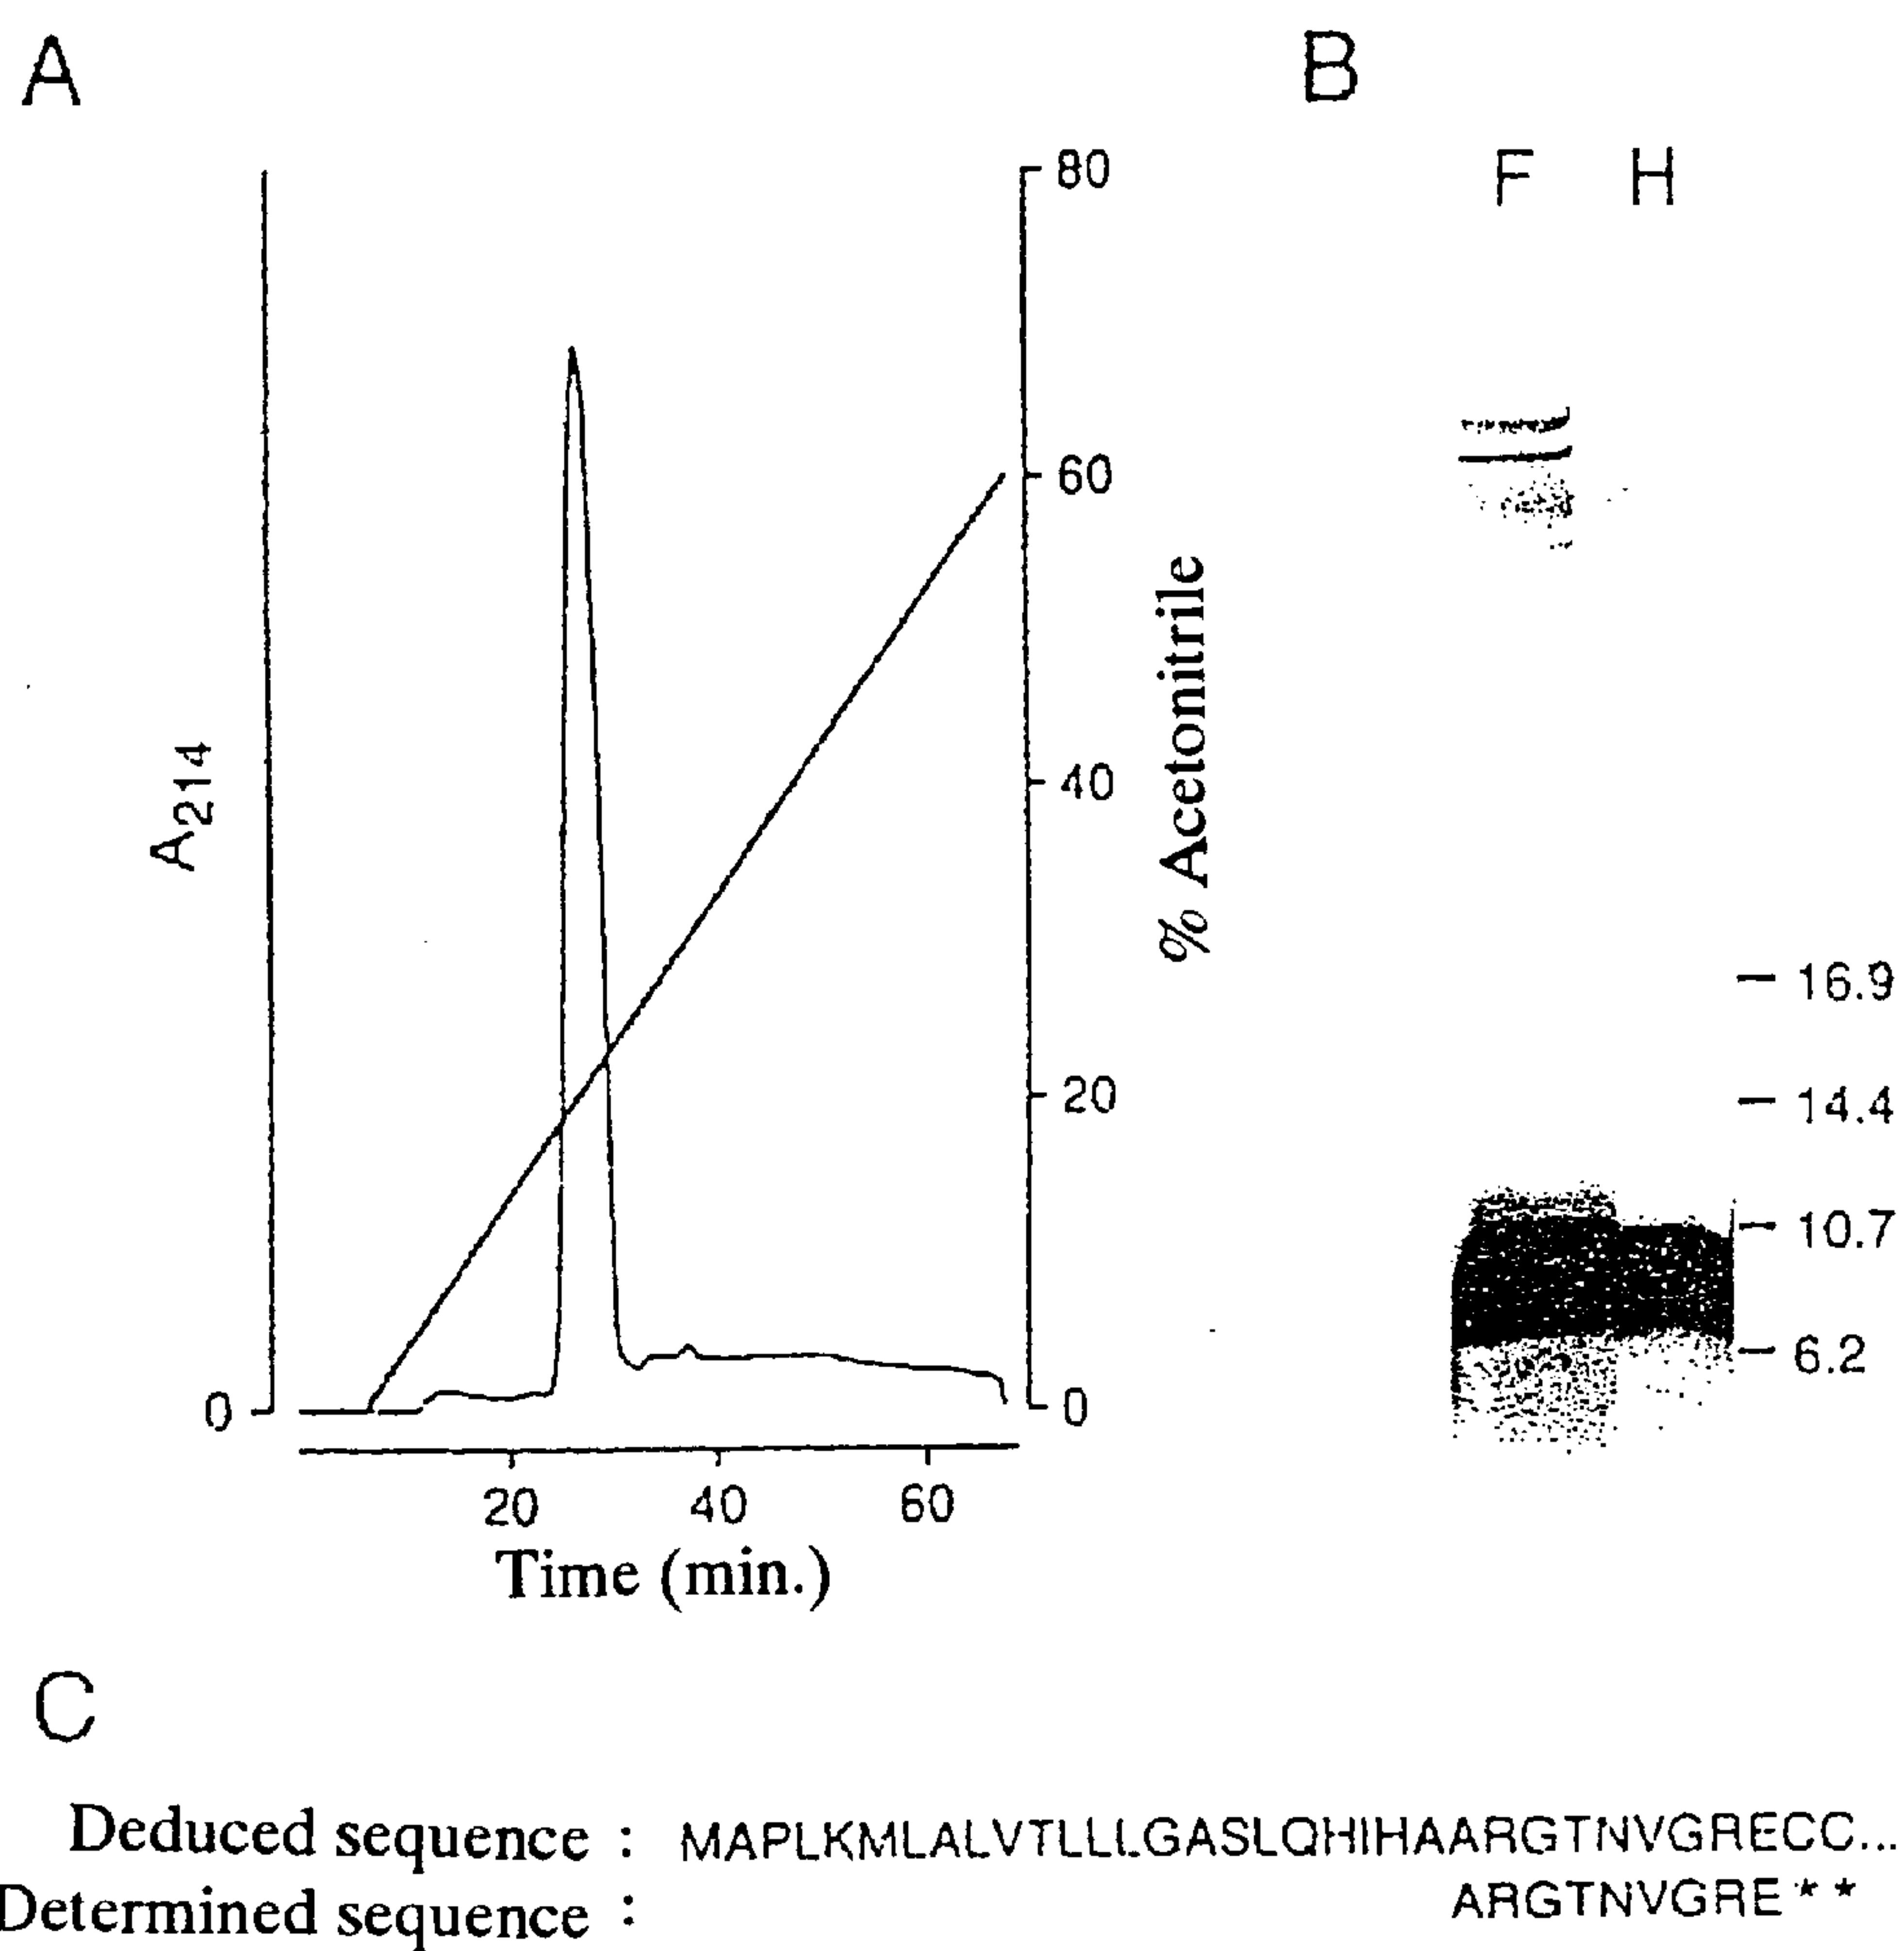 A
B
F H
80
60
40
20
0
% Acetonitrile
A214
0
20 40 60
Time (min.)
16.9
14.4
10.7
6.2
C
Deduced sequence : MAPLKMLALVTLLLGASLQHIHAARGTNVGRECC...
Determined sequence : ARGTNVGRE**